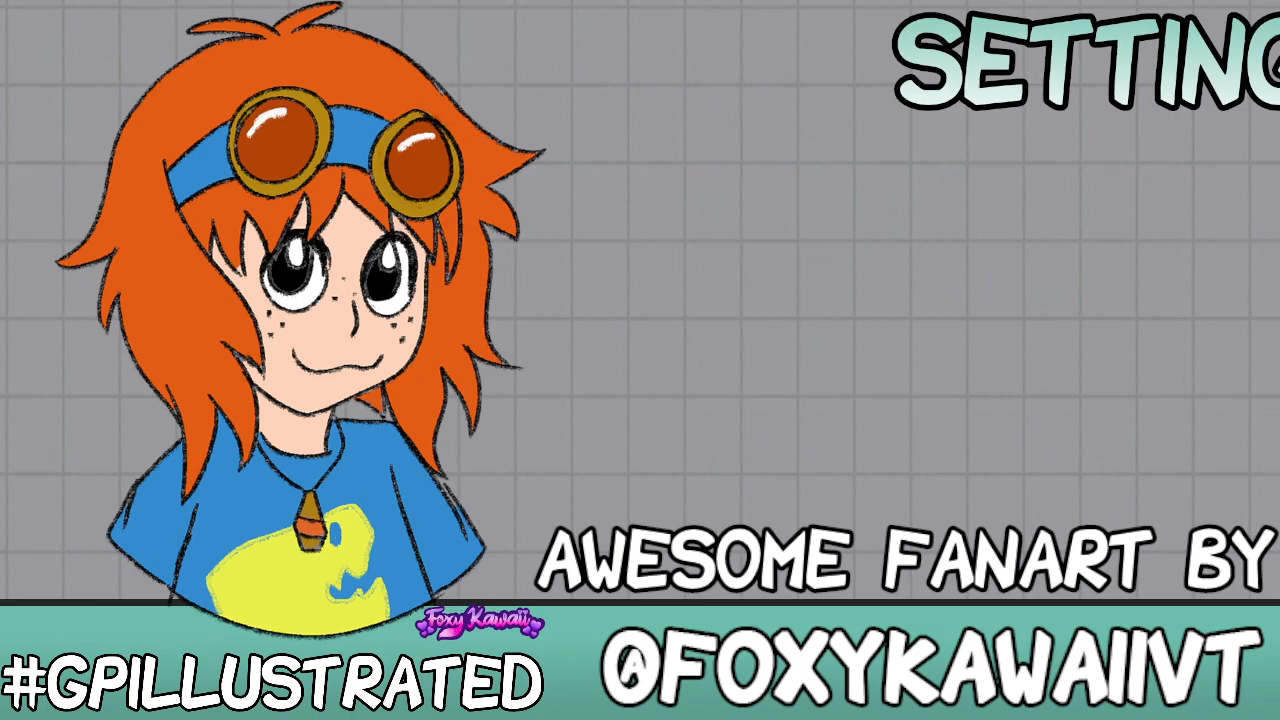 SETTING
AWESOME FANART BY
Foxy Kawaii
@FOXYKAWAIIVT
#GPILLUSTRATED